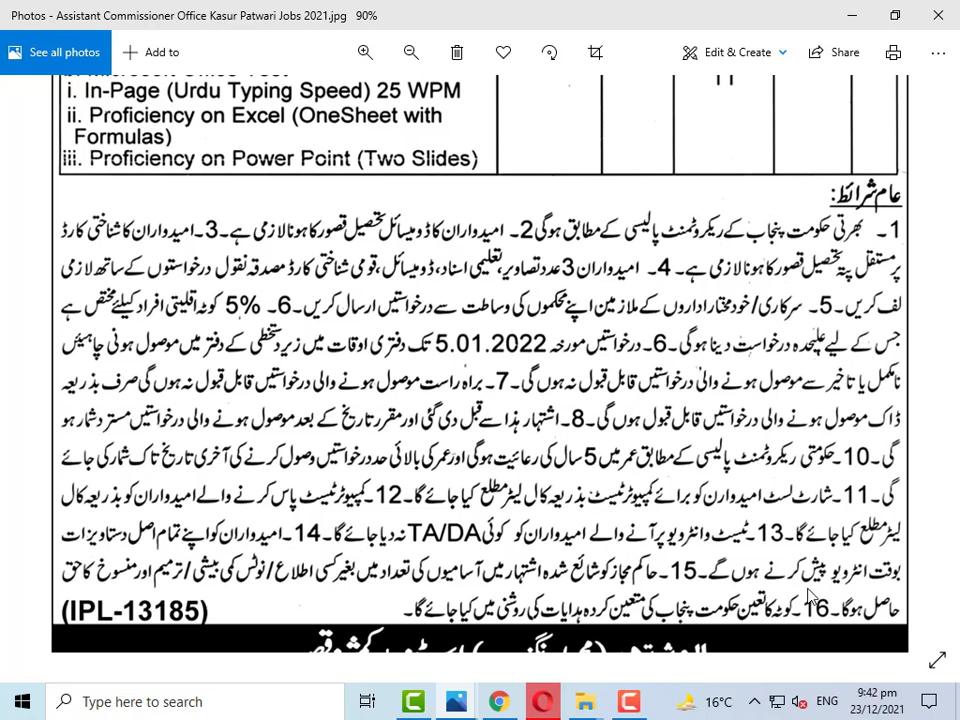 Photos - Assistant Commissioner Office Kasur Patwari Jobs 2021.jpg 90%
See all photos
Add to
Edit & Create
Share
i. In-Page (Urdu Typing Speed) 25 WPM
ii. Proficiency on Excel (OneSheet with
Formulas)
iii. Proficiency on Power Point (Two Slides)
عام شرائط:
1۔ بھرتی حکومت پنجاب کے ریکروٹمنٹ پالیسی کے مطابق ہوگی 2۔ امیدواران کا ڈومیسائل تحصیل قصور کا ہونا لازمی ہے۔3۔امیدواران کا شناختی کارڈ
پر مستقل پتہ تحصیل قصور کا ہونا لازمی ہے۔ 4۔ امیدواران 3 عدد تصاویر، تعلیمی اسناد، ڈومیسائل، قومی شناختی کارڈ مصدقہ نقول درخواستوں کے ساتھ لازمی
لف کریں۔5۔ سرکاری/خودمختار اداروں کے ملازمین اپنے محکموں کی وساطت سے درخواستیں ارسال کریں۔6۔ 5% کوٹہ اقلیتی افراد کیلئے مختص ہے
جس کے لیے علیحدہ درخواست دینا ہوگی۔6۔درخواستیں مورخہ 5.01.2022 تک دفتری اوقات میں زیر دستخطی کے دفتر میں موصول ہونی چاہئیں
نامکمل یا تاخیر سے موصول ہونے والی درخواستیں قابل قبول نہ ہوں گی۔7۔براہ راست موصول ہونے والی درخواستیں قابل قبول نہ ہوں گی صرف بذریعہ
ڈاک موصول ہونے والی درخواستیں قابل قبول ہوں گی۔8۔اشتہار ہذا سے قبل دی گئی اور مقرر تاریخ کے بعد موصول ہونے والی درخواستیں مسترد شمار ہو
گی۔10۔حکومتی ریکروٹمنٹ پالیسی کے مطابق عمر میں 5 سال کی رعائیت ہوگی اور عمر کی بالائی حد درخواستیں وصول کرنے کی آخری تاریخ تک شمار کی جائے
گی۔11۔شارٹ لسٹ امیدوارن کو برائے کمپیوٹر ٹیسٹ بذریعہ کال لیٹر مطلع کیا جائے گا۔12۔کمپیوٹر ٹیسٹ پاس کرنے والے امیدواران کو بذریعہ کال
لیٹر مطلع کیا جائے گا۔13۔ٹیسٹ وانٹرویو پر آنے والے امیدواران کو کوئی TA/DA نہ دیا جائے گا۔14۔امیدواران کو اپنے تمام اصل دستاویزات
بوقت انٹرویو پیش کرنے ہوں گے۔15۔حاکم مجاز کو شائع شدہ اشتہار میں آسامیوں کی تعداد میں بغیر کسی اطلاع/نوٹس کمی بیشی/ترمیم اور منسوخ کا حق
حاصل ہوگا۔16۔کوٹہ کا تعین حکومت پنجاب کی متعین کردہ ہدایات کی روشنی میں کیا جائے گا۔ (IPL-13185)
Type here to search
16°C
ENG
9:42 pm
23/12/2021